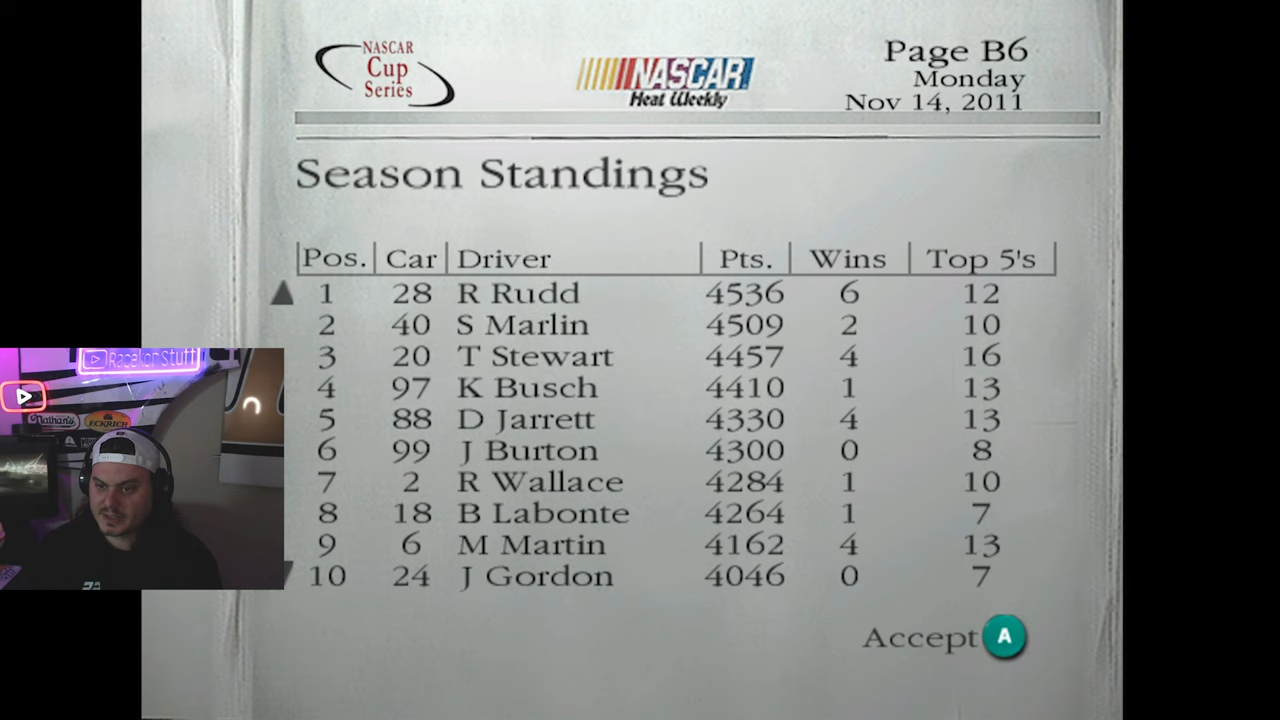 NASCAR
Cup
Series
NASCAR
Heat Weekly
Page B6
Monday
Nov 14, 2011
Season Standings
Pos. Car Driver Pts. Wins Top 5's
1 28 R Rudd 4536 6 12
2 40 S Marlin 4509 2 10
3 20 T Stewart 4457 4 16
4 97 K Busch 4410 1 13
5 88 D Jarrett 4330 4 13
6 99 J Burton 4300 0 8
7 2 R Wallace 4284 1 10
8 18 B Labonte 4264 1 7
9 6 M Martin 4162 4 13
10 24 J Gordon 4046 0 7
Accept A
Nathan's
ECKRICH